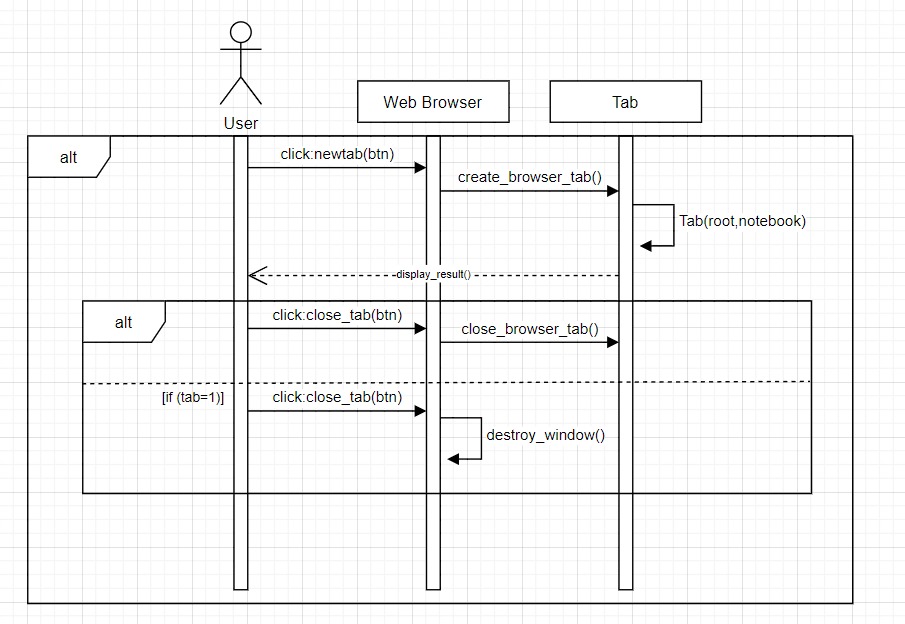 User
Web Browser
Tab
alt
click:newtab(btn)
create_browser_tab()
Tab(root,notebook)
display_result()
alt
click:close_tab(btn)
close_browser_tab()
[if (tab=1)]
click:close_tab(btn)
destroy_window()